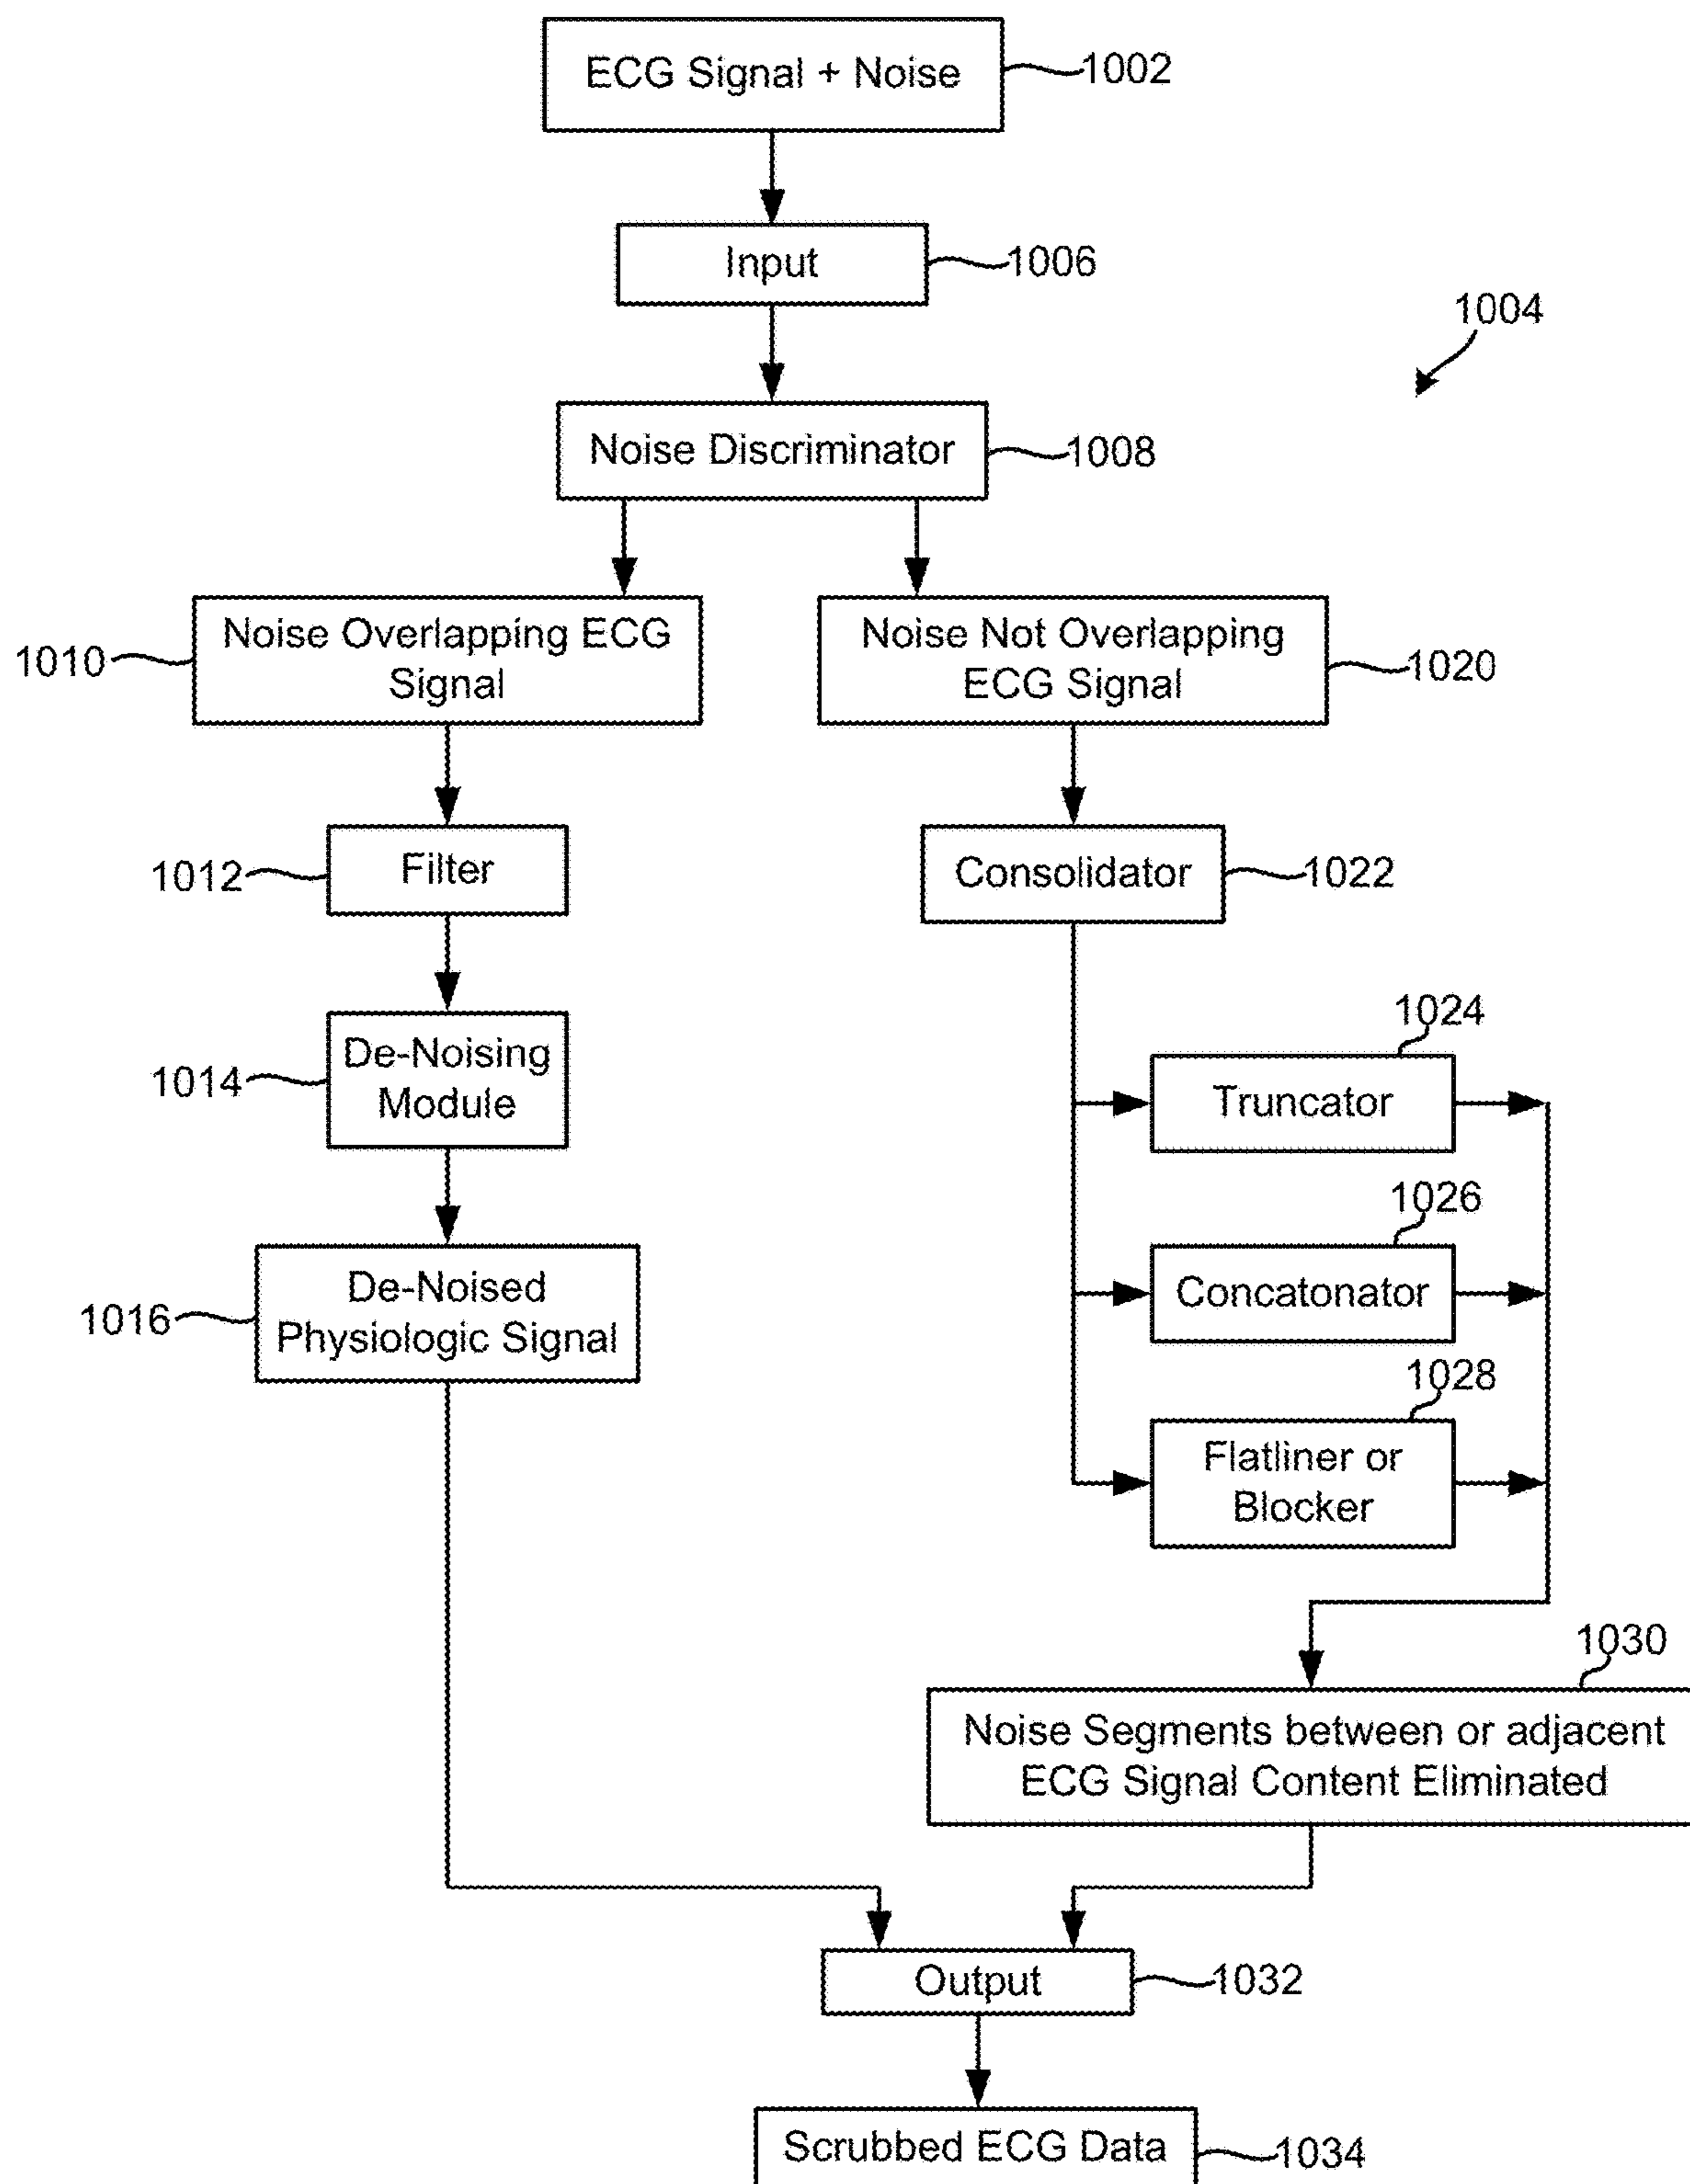 ECG Signal + Noise
1002
Input
1006
1004
Noise Discriminator
1008
Noise Overlapping ECG
Signal
1010
Noise Not Overlapping
ECG Signal
1020
Filter
1012
Consolidator
1022
De-Noising
Module
1014
1024
Truncator
1026
Concatonator
De-Noised
Physiologic Signal
1016
1028
Flatliner or
Blocker
1030
Noise Segments between or adjacent
ECG Signal Content Eliminated
Output
1032
Scrubbed ECG Data
1034